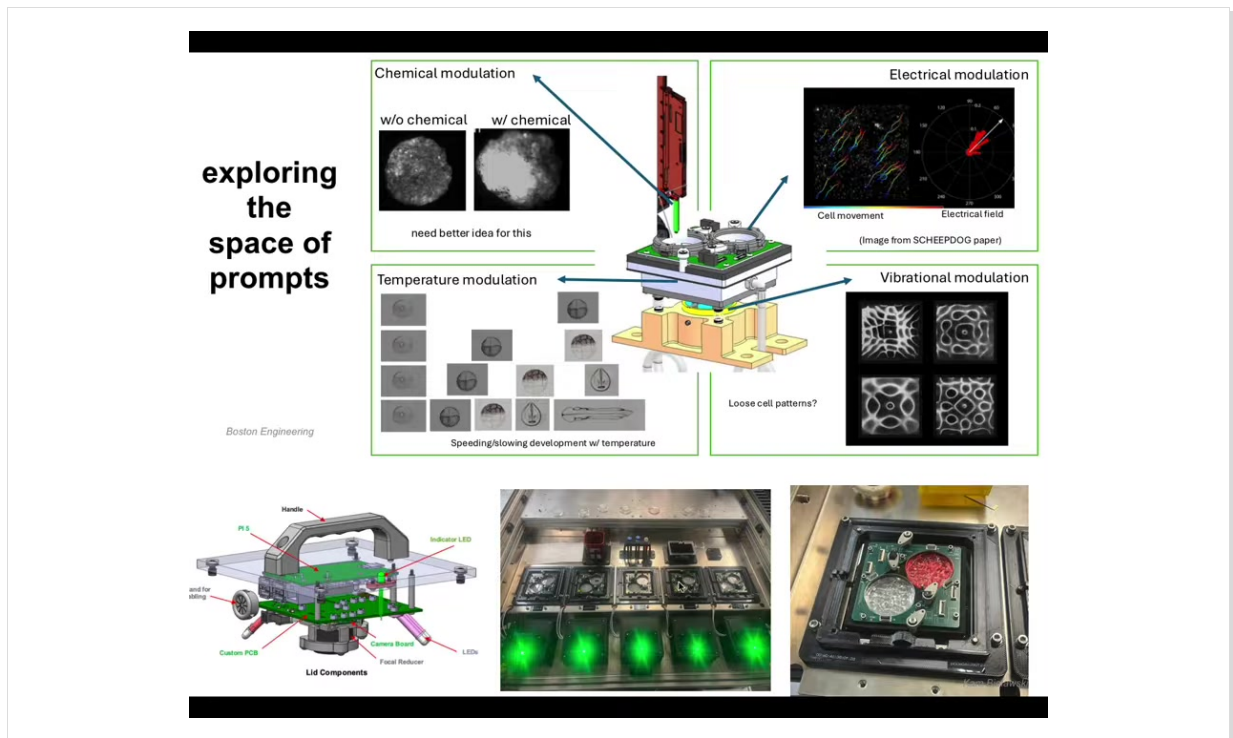 exploring
the
space of
prompts
Boston Engineering
Chemical modulation
w/o chemical
w/ chemical
need better idea for this
Electrical modulation
Cell movement
Electrical field
(Image from SCHEEPDOG paper)
Temperature modulation
Speeding/slowing development w/ temperature
Vibrational modulation
Loose cell patterns?
Handle
PI 5
Indicator LED
and for
Custom PCB
Camera Board
LEDs
Focal Reducer
Lid Components